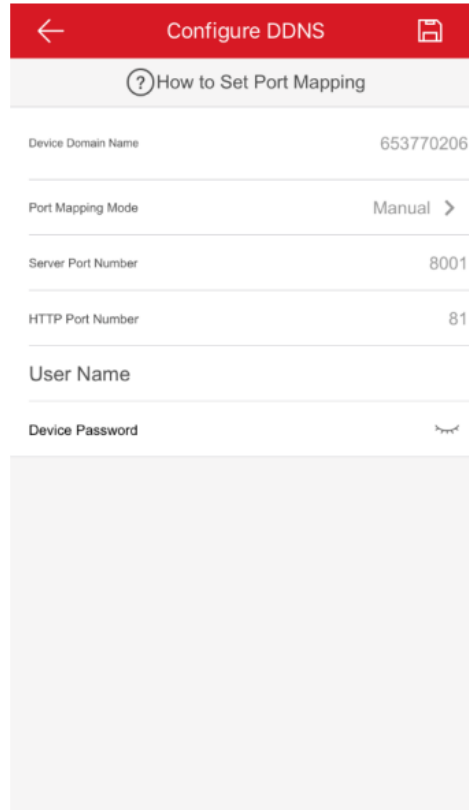 Configure DDNS
?How to Set Port Mapping
Device Domain Name 653770206
Port Mapping Mode Manual >
Server Port Number 8001
HTTP Port Number 81
User Name
Device Password